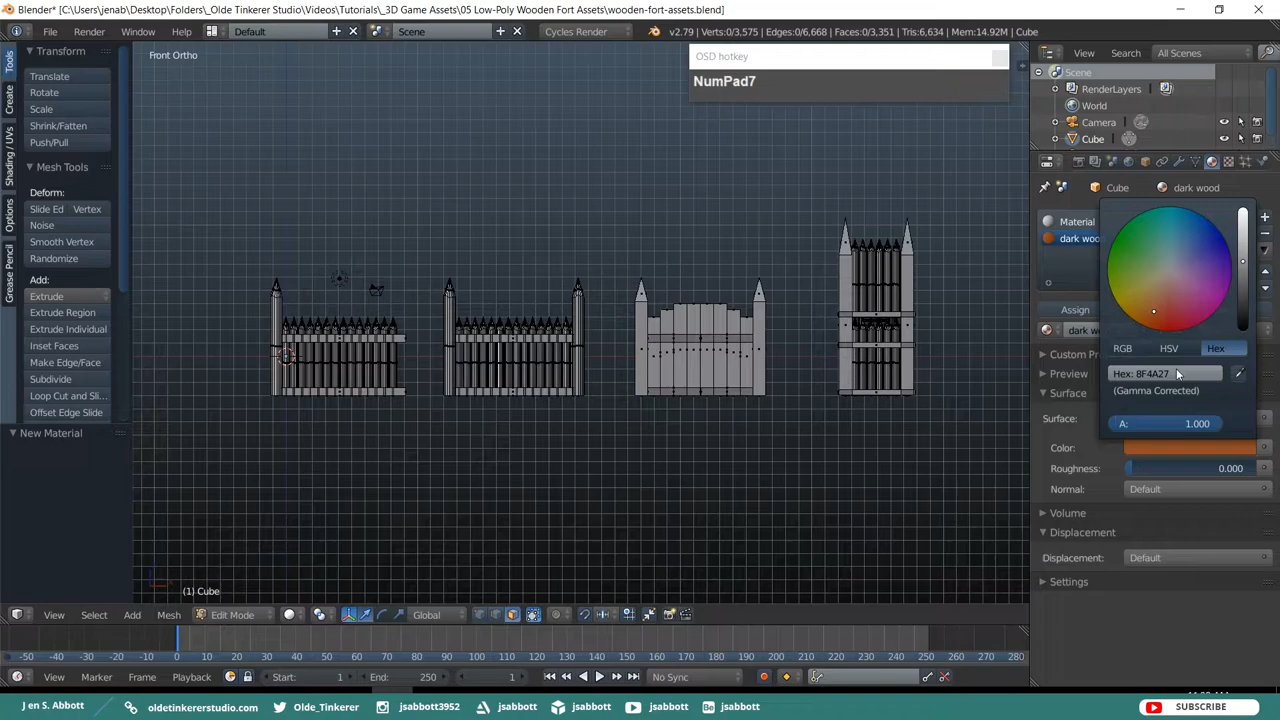 Blender* [C:\Users\jenab\Desktop\Folders\_Olde Tinkerer Studio\Videos\Tutorials\_3D Game Assets\05 Low-Poly Wooden Fort Assets\wooden-fort-assets.blend]
File
Render
Window
Help
Default
Scene
Cycles Render
v2.79 | Verts:0/3,575 | Edges:0/6,668 | Faces:0/3,351 | Tris:6,634 | Mem:14.92M | Cube
Tools
Create
Shading / UVs
Options
Grease Pencil
Transform
Translate
Rotate
Scale
Shrink/Fatten
Push/Pull
Mesh Tools
Deform:
Slide Ed
Vertex
Noise
Smooth Vertex
Randomize
Add:
Extrude
Extrude Region
Extrude Individual
Inset Faces
Make Edge/Face
Subdivide
Loop Cut and Sli
Offset Edge Slide
New Material
Front Ortho
OSD hotkey
NumPad7
(1) Cube
View
Search
All Scenes
Scene
RenderLayers
World
Camera
Cube
Cube
dark wood
Material
dark woo
Assign
dark wo
RGB
HSV
Hex
Hex: 8F4A27
(Gamma Corrected)
A: 1.000
Custom Pr
Preview
Surface
Surface:
Color:
Roughness: 0.000
Normal: Default
Volume
Displacement
Displacement: Default
Settings
View
Select
Add
Mesh
Edit Mode
Global
-50 -40 -30 -20 -10 0 10 20 30 40 50 60 70 80 90 100 110 120 130 140 150 160 170 180 190 200 210 220 230 240 250 260 270 280
View
Marker
Frame
Playback
Start: 1
End: 250
1
No Sync
J en S. Abbott
oldetinkererstudio.com
Olde_Tinkerer
jsabbott3952
jsabbott
jsabbott
jsabbott
jsabbott
SUBSCRIBE